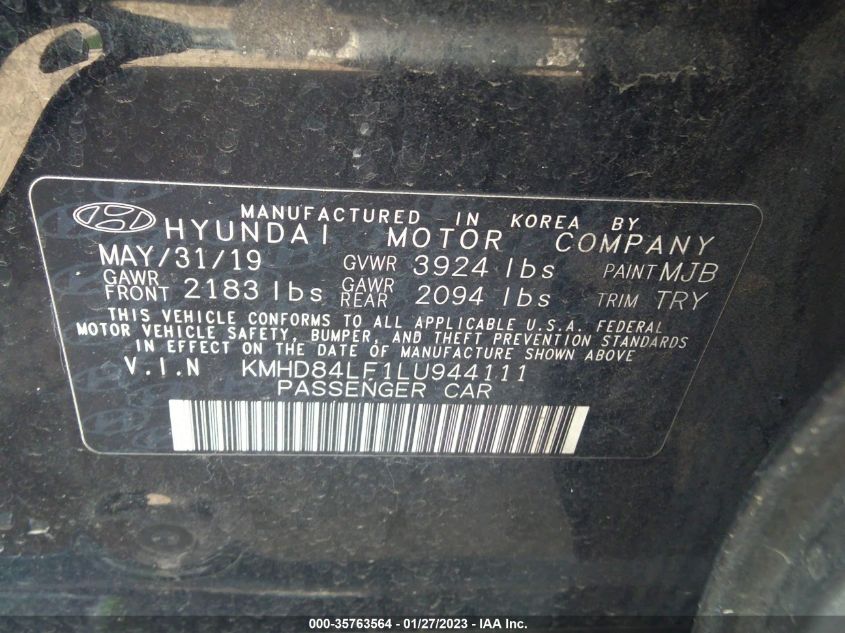 MANUFACTURED IN KOREA BY
HYUNDAI MOTOR COMPANY
MAY/31/19 GVWR 3924 lbs PAINT MJB
GAWR FRONT 2183 lbs GAWR REAR 2094 lbs TRIM TRY
THIS VEHICLE CONFORMS TO ALL APPLICABLE U.S.A. FEDERAL
MOTOR VEHICLE SAFETY, BUMPER, AND THEFT PREVENTION STANDARDS
IN EFFECT ON THE DATE OF MANUFACTURE SHOWN ABOVE
V.I.N KMHD84LF1LU944111
PASSENGER CAR
000-35763564 / 01/27/2023 - IAA Inc.